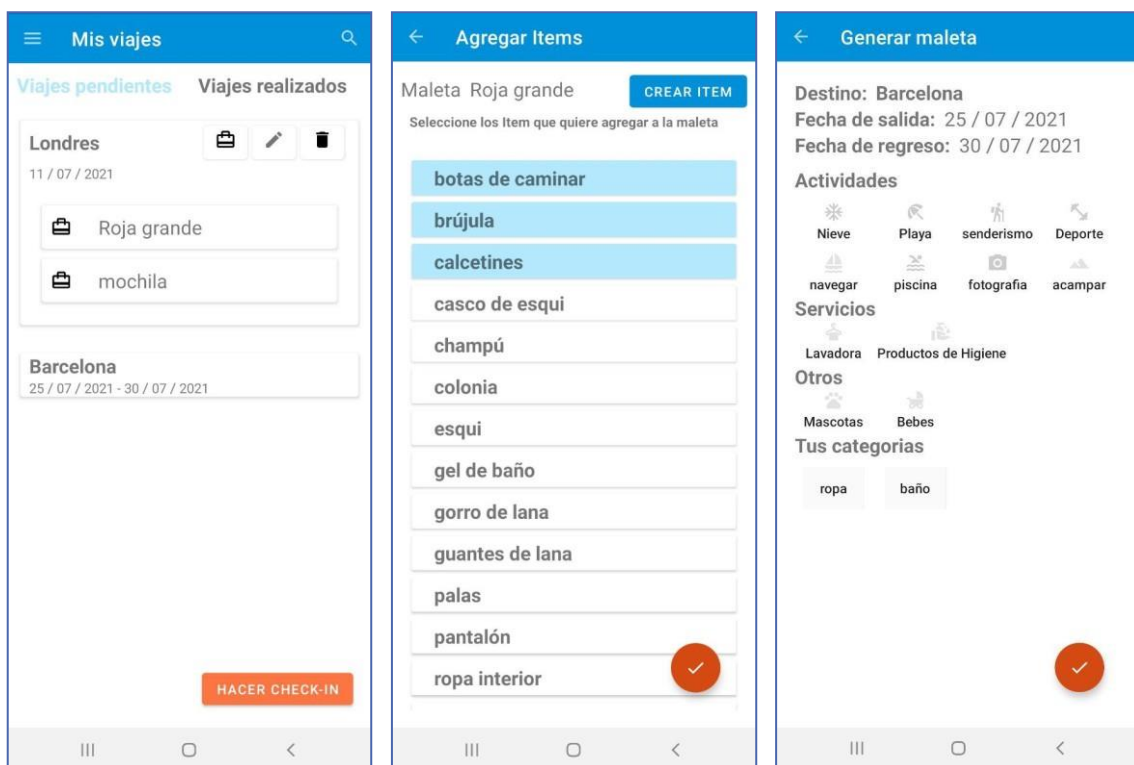 Mis viajes
Viajes pendientes Viajes realizados
Londres
11 / 07 / 2021
Roja grande
mochila
Barcelona
25 / 07 / 2021 - 30 / 07 / 2021
HACER CHECK-IN
Agregar Items
Maleta Roja grande CREAR ITEM
Seleccione los Item que quiere agregar a la maleta
botas de caminar
brújula
calcetines
casco de esqui
champú
colonia
esqui
gel de baño
gorro de lana
guantes de lana
palas
pantalón
ropa interior
Generar maleta
Destino: Barcelona
Fecha de salida: 25 / 07 / 2021
Fecha de regreso: 30 / 07 / 2021
Actividades
Nieve Playa senderismo Deporte
navegar piscina fotografia acampar
Servicios
Lavadora Productos de Higiene
Otros
Mascotas Bebes
Tus categorias
ropa baño